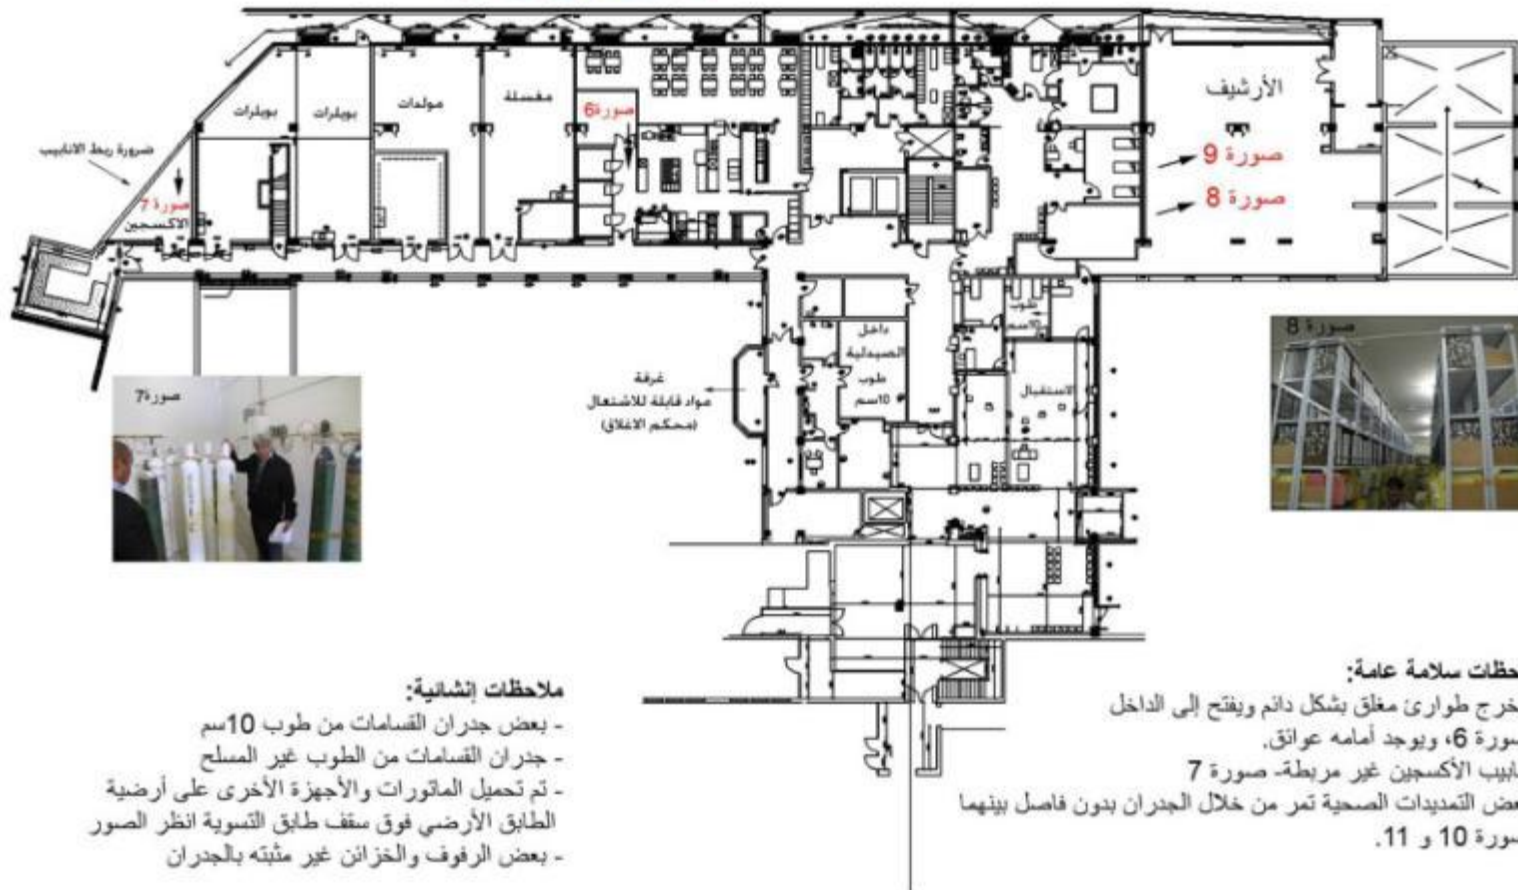 الأرشيف
صورة 9
صورة 8
مغسلة
مولدات
بويلرات
بويلرات
صورة6
ضرورة ربط الانابيب
صورة 7
الاكسجين
طوب
10سم
داخل
الصيدلية
طوب
10سم
الاستقبال
غرفة
مواد قابلة للاشتعال
(محكم الاغلاق)
صورة 8
صورة7
حظات سلامة عامة:
خرج طوارئ مغلق بشكل دائم ويفتح إلى الداخل
سورة 6، ويوجد أمامه عوائق.
ابيب الأكسجين غير مربطة- صورة 7
عض التمديدات الصحية تمر من خلال الجدران بدون فاصل بينهما
سورة 10 و 11.
ملاحظات إنشائية:
- بعض جدران القسامات من طوب 10سم
- جدران القسامات من الطوب غير المسلح
- تم تحميل الماتورات والأجهزة الأخرى على أرضية
الطابق الأرضي فوق سقف طابق التسوية انظر الصور
- بعض الرفوف والخزائن غير مثبته بالجدران